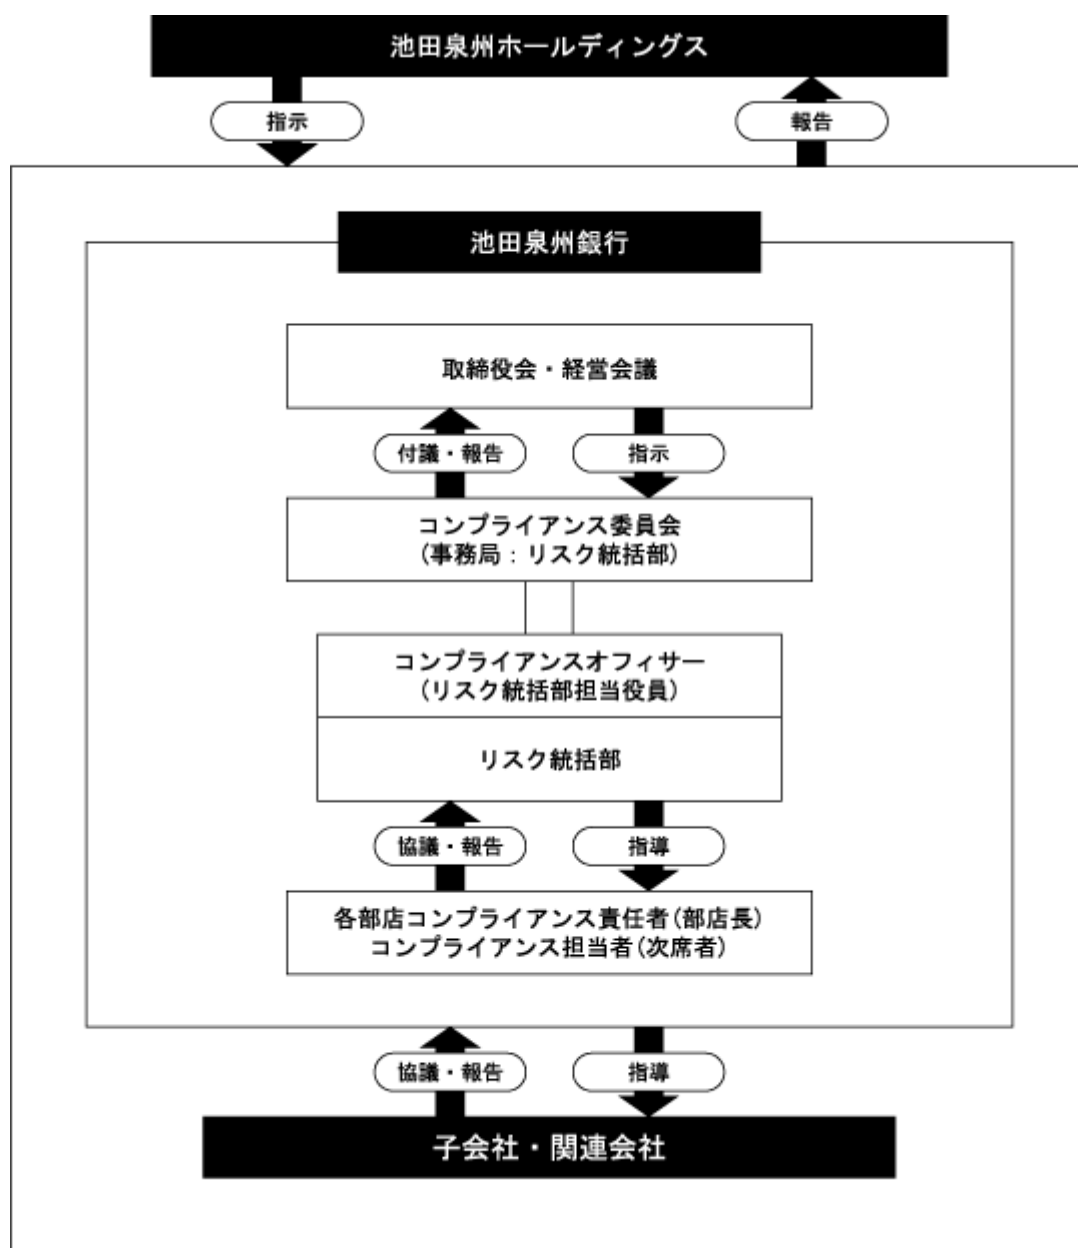 池田泉州ホールディングス
指示
報告
池田泉州銀行
取締役会・経営会議
付議・報告
指示
コンプライアンス委員会
(事務局：リスク統括部)
コンプライアンスオフィサー
(リスク統括部担当役員)
リスク統括部
協議・報告
指導
各部店コンプライアンス責任者(部店長)
コンプライアンス担当者(次席者)
協議・報告
指導
子会社・関連会社